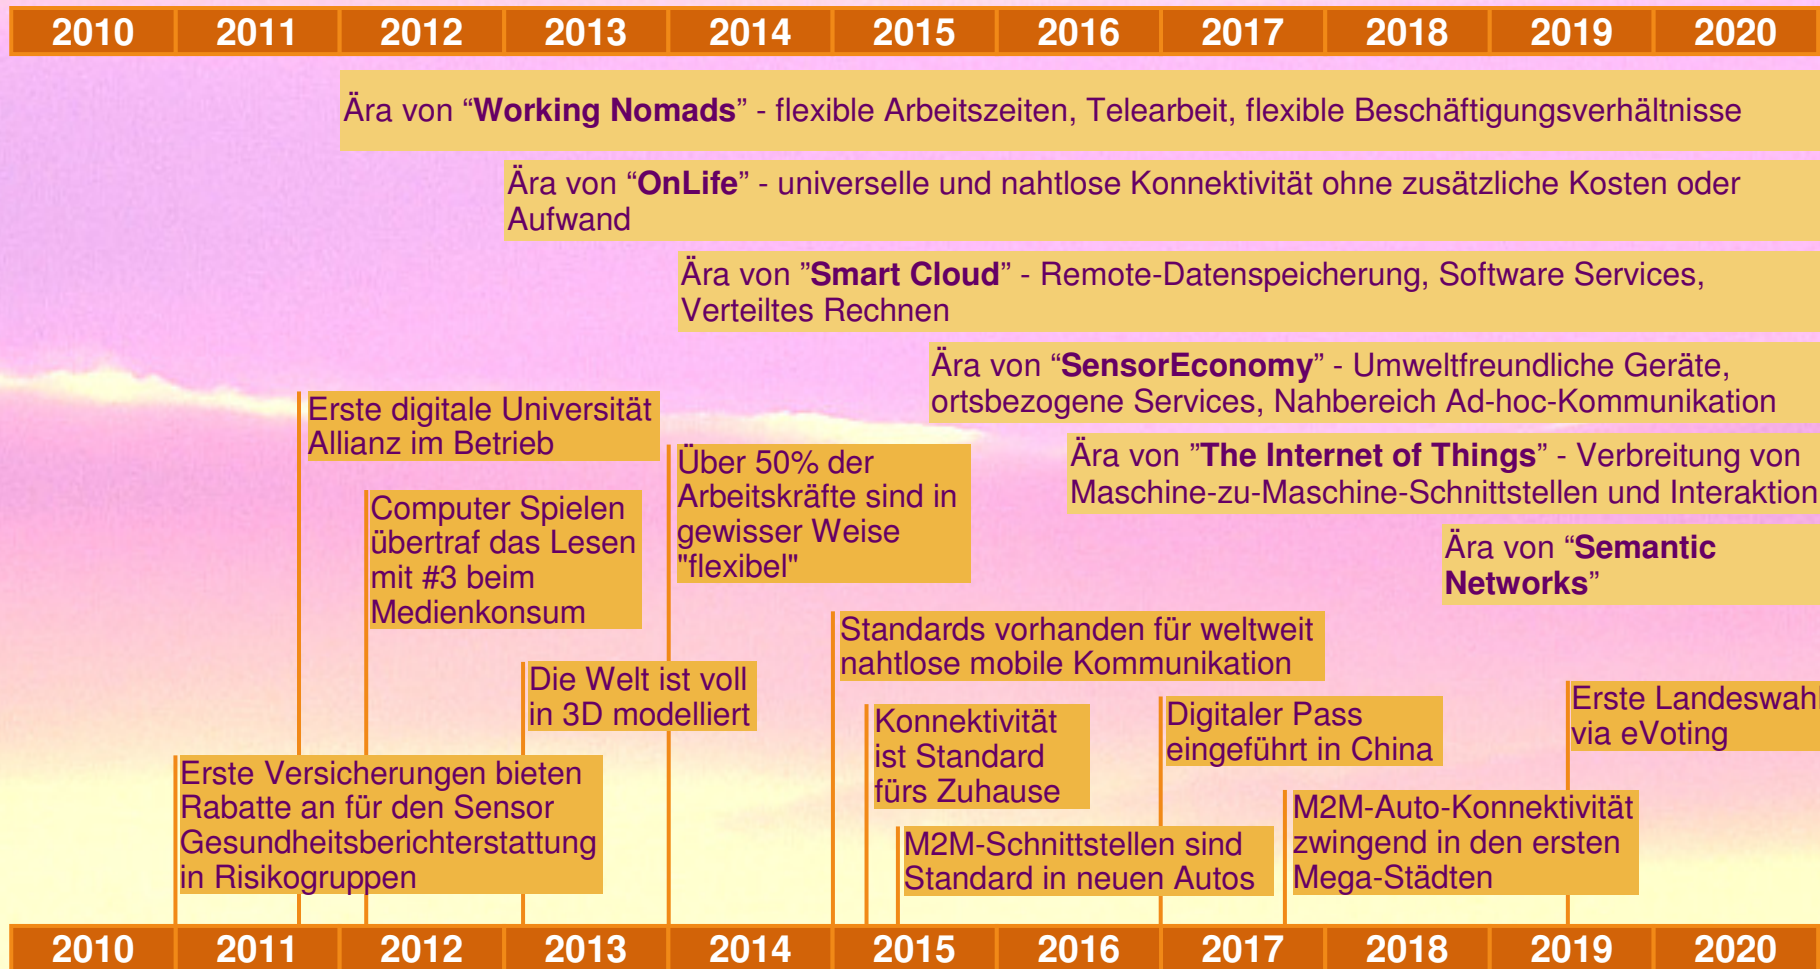 2010 2011 2012 2013 2014 2015 2016 2017 2018 2019 2020
Ära von “Working Nomads” - flexible Arbeitszeiten, Telearbeit, flexible Beschäftigungsverhältnisse
Ära von “OnLife” - universelle und nahtlose Konnektivität ohne zusätzliche Kosten oder
Aufwand
Ära von ”Smart Cloud” - Remote-Datenspeicherung, Software Services,
Verteiltes Rechnen
Ära von “SensorEconomy” - Umweltfreundliche Geräte,
ortsbezogene Services, Nahbereich Ad-hoc-Kommunikation
Erste digitale Universität
Allianz im Betrieb
Über 50% der
Arbeitskräfte sind in
gewisser Weise
"flexibel"
Ära von ”The Internet of Things” - Verbreitung von
Maschine-zu-Maschine-Schnittstellen und Interaktion
Computer Spielen
übertraf das Lesen
mit #3 beim
Medienkonsum
Ära von “Semantic
Networks”
Standards vorhanden für weltweit
nahtlose mobile Kommunikation
Die Welt ist voll
in 3D modelliert
Konnektivität
ist Standard
fürs Zuhause
Digitaler Pass
eingeführt in China
Erste Landeswahl
via eVoting
Erste Versicherungen bieten
Rabatte an für den Sensor
Gesundheitsberichterstattung
in Risikogruppen
M2M-Schnittstellen sind
Standard in neuen Autos
M2M-Auto-Konnektivität
zwingend in den ersten
Mega-Städten
2010 2011 2012 2013 2014 2015 2016 2017 2018 2019 2020